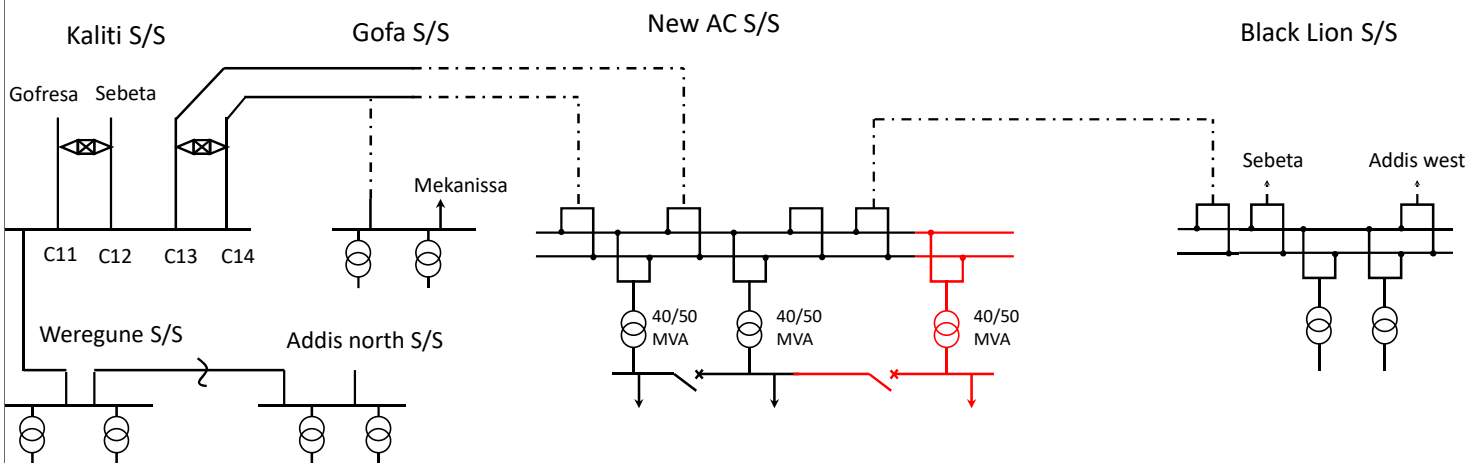 Kaliti S/S
Gofa S/S
New AC S/S
Black Lion S/S
Gofresa
Sebeta
Mekanissa
Sebeta
Addis west
C11
C12
C13
C14
40/50
MVA
40/50
MVA
40/50
MVA
Weregune S/S
Addis north S/S